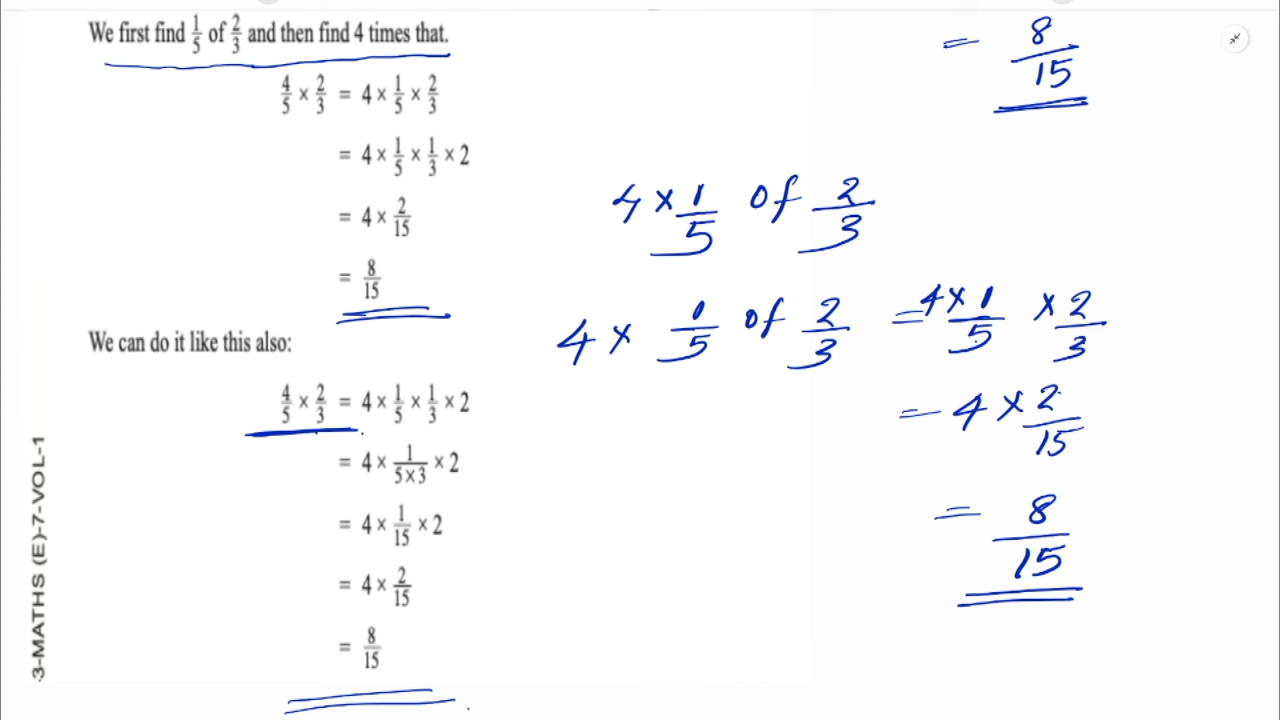 We first find 1/5 of 2/3 and then find 4 times that.
4/5 × 2/3 = 4 × 1/5 × 2/3
= 4 × 1/5 × 1/3 × 2
= 4 × 2/15
= 8/15
We can do it like this also:
4/5 × 2/3 = 4 × 1/5 × 1/3 × 2
= 4 × 1/(5×3) × 2
= 4 × 1/15 × 2
= 4 × 2/15
= 8/15
3-MATHS (E)-7-VOL-1
= 8/15
4 × 1/5 of 2/3
4 × 1/5 of 2/3 = 4 × 1/5 × 2/3
= 4 × 2/15
= 8/15